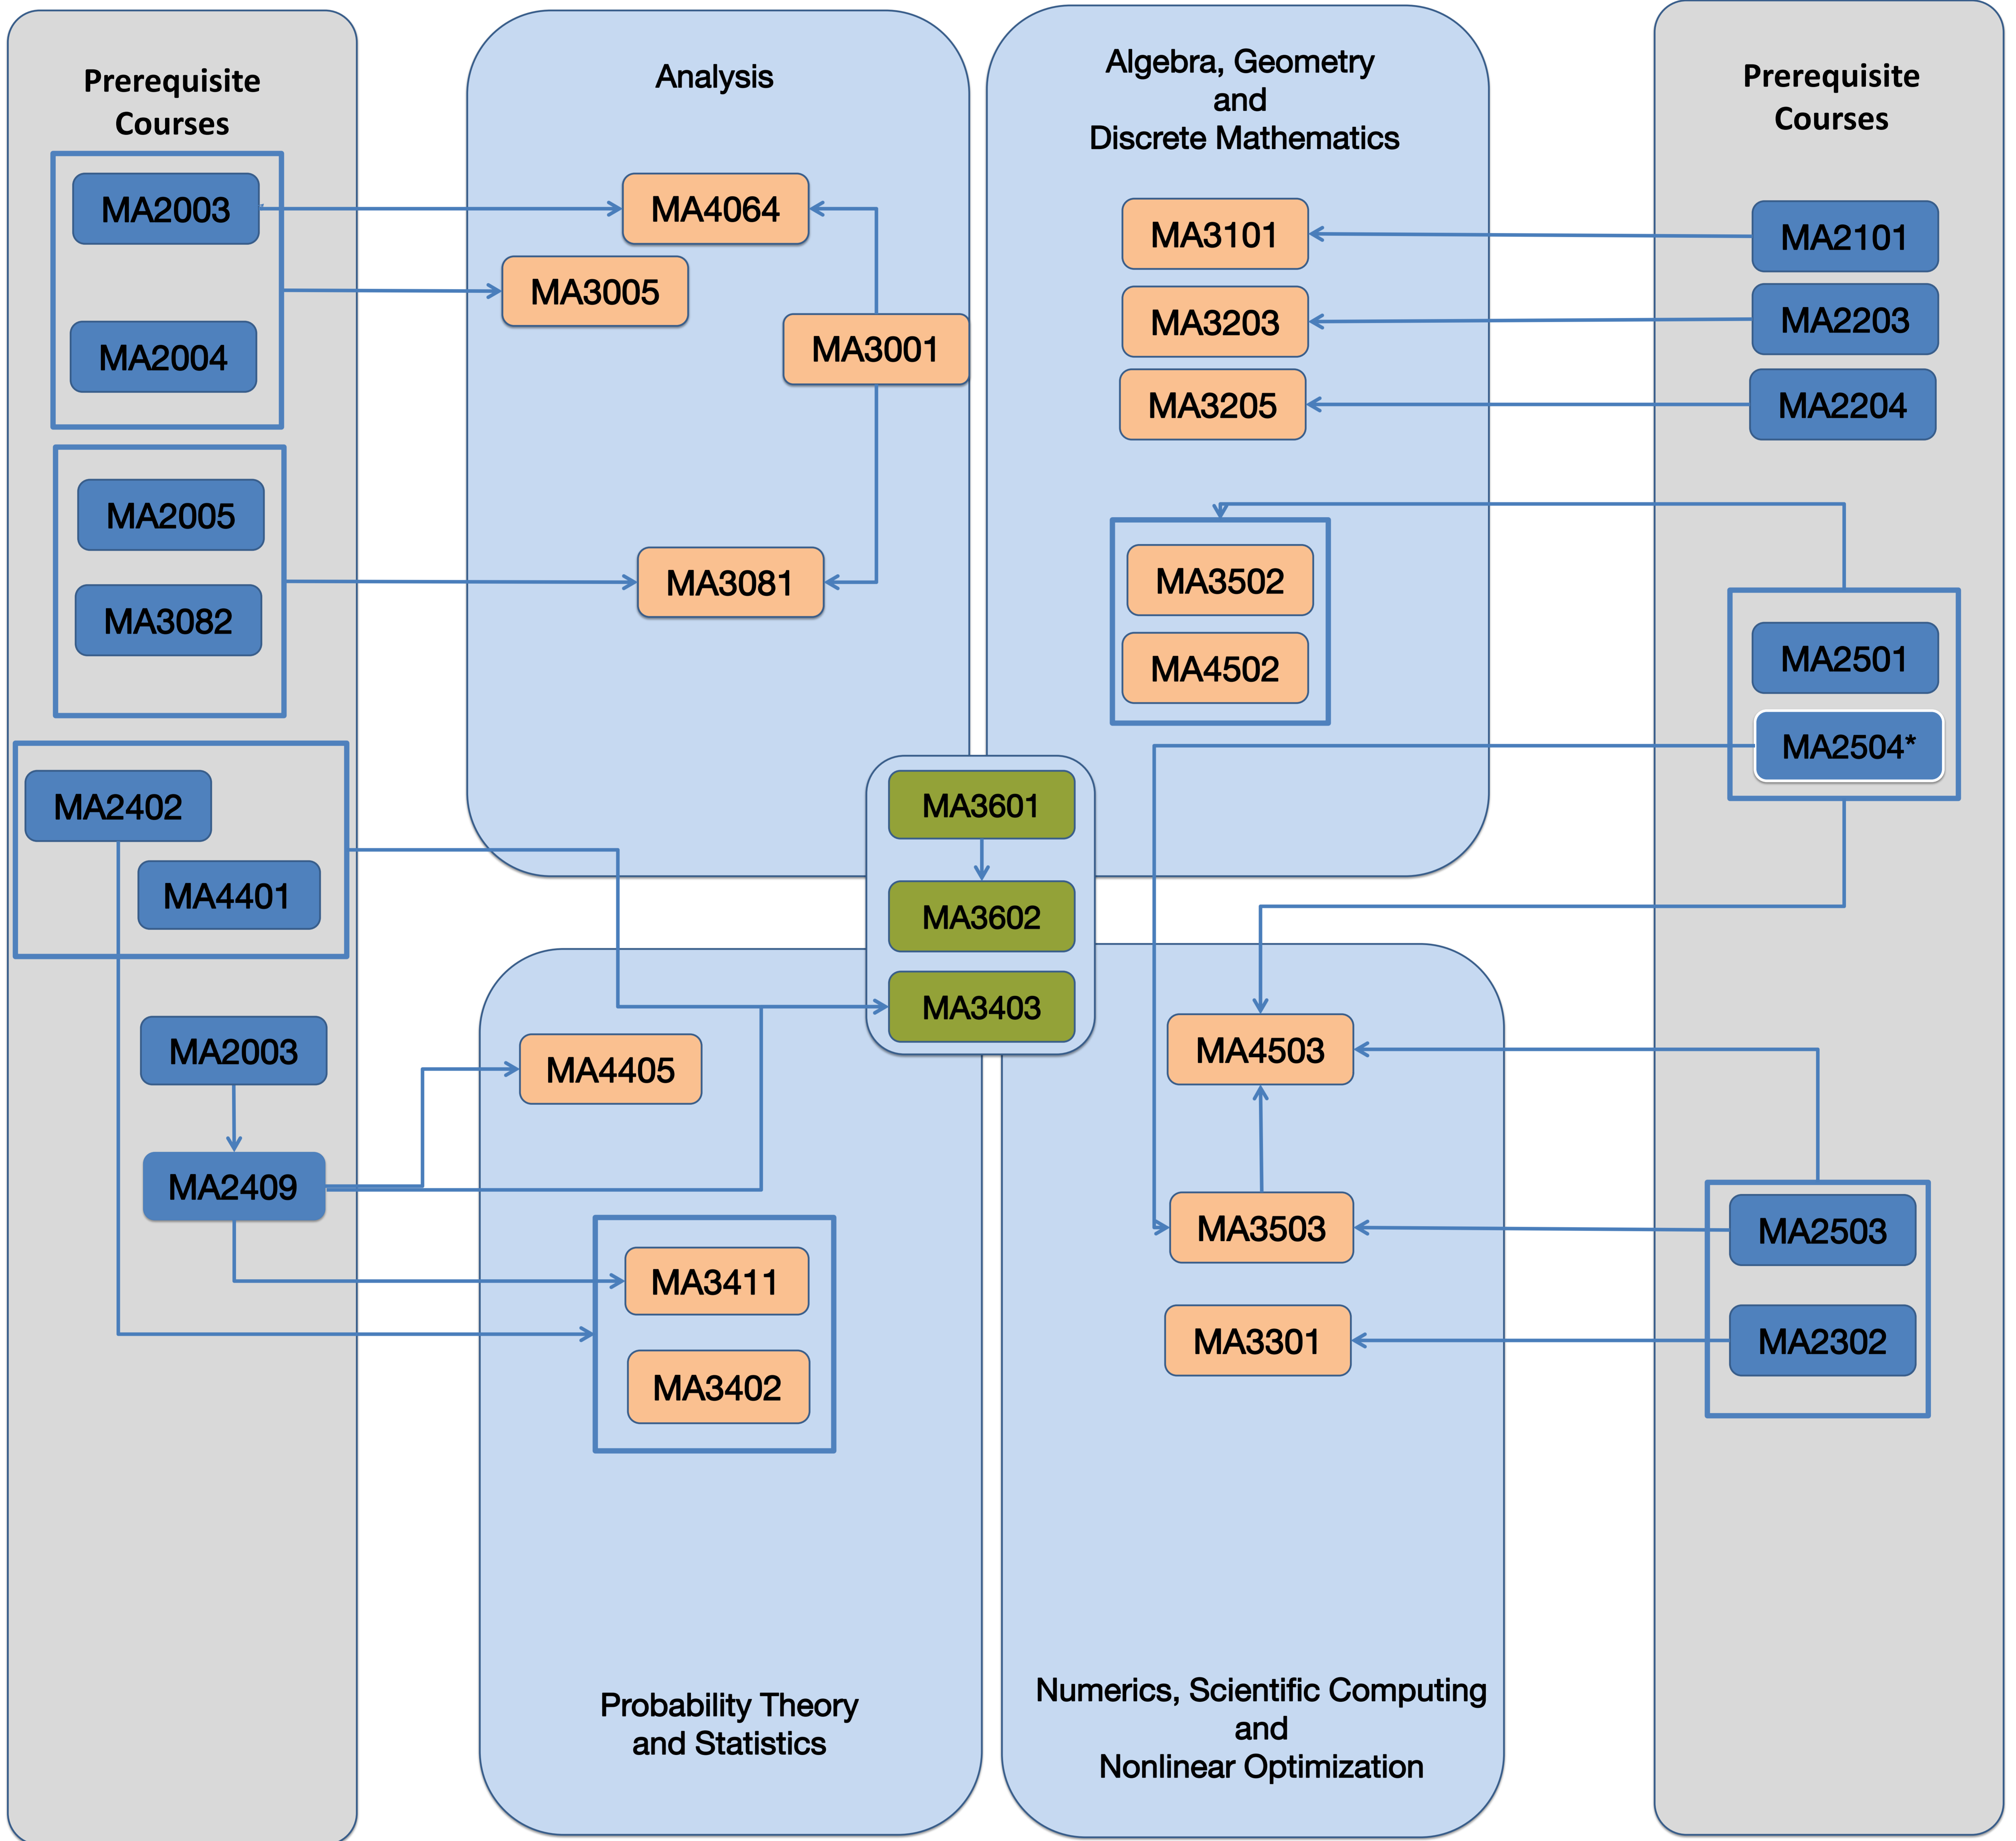 Prerequisite
Courses
MA2003
MA2004
MA2005
MA3082
MA2402
MA4401
MA2003
MA2409
Analysis
MA4064
MA3005
MA3001
MA3081
Algebra, Geometry
and
Discrete Mathematics
MA3101
MA3203
MA3205
MA3502
MA4502
MA3601
MA3602
MA3403
MA4405
MA3411
MA3402
Probability Theory
and Statistics
MA4503
MA3503
MA3301
Numerics, Scientific Computing
and
Nonlinear Optimization
Prerequisite
Courses
MA2101
MA2203
MA2204
MA2501
MA2504*
MA2503
MA2302